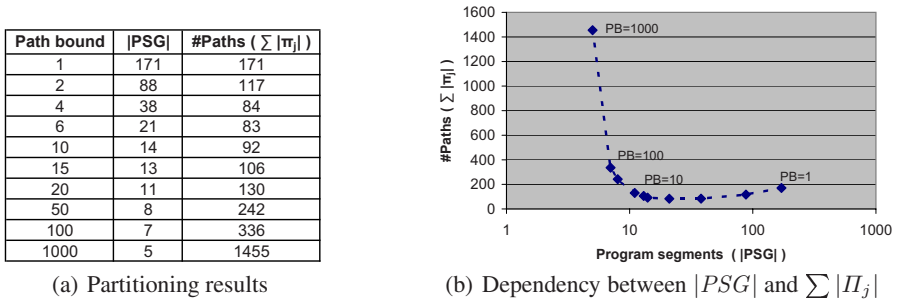 Path bound |PSG| #Paths ( ∑ |πj| )
1 171 171
2 88 117
4 38 84
6 21 83
10 14 92
15 13 106
20 11 130
50 8 242
100 7 336
1000 5 1455
(a) Partitioning results
1600
1400
1200
1000
800
600
400
200
0
#Paths ( ∑ |πj| )
PB=1000
PB=100
PB=10
PB=1
1 10 100 1000
Program segments ( |PSG| )
(b) Dependency between |PSG| and ∑ |Πj|